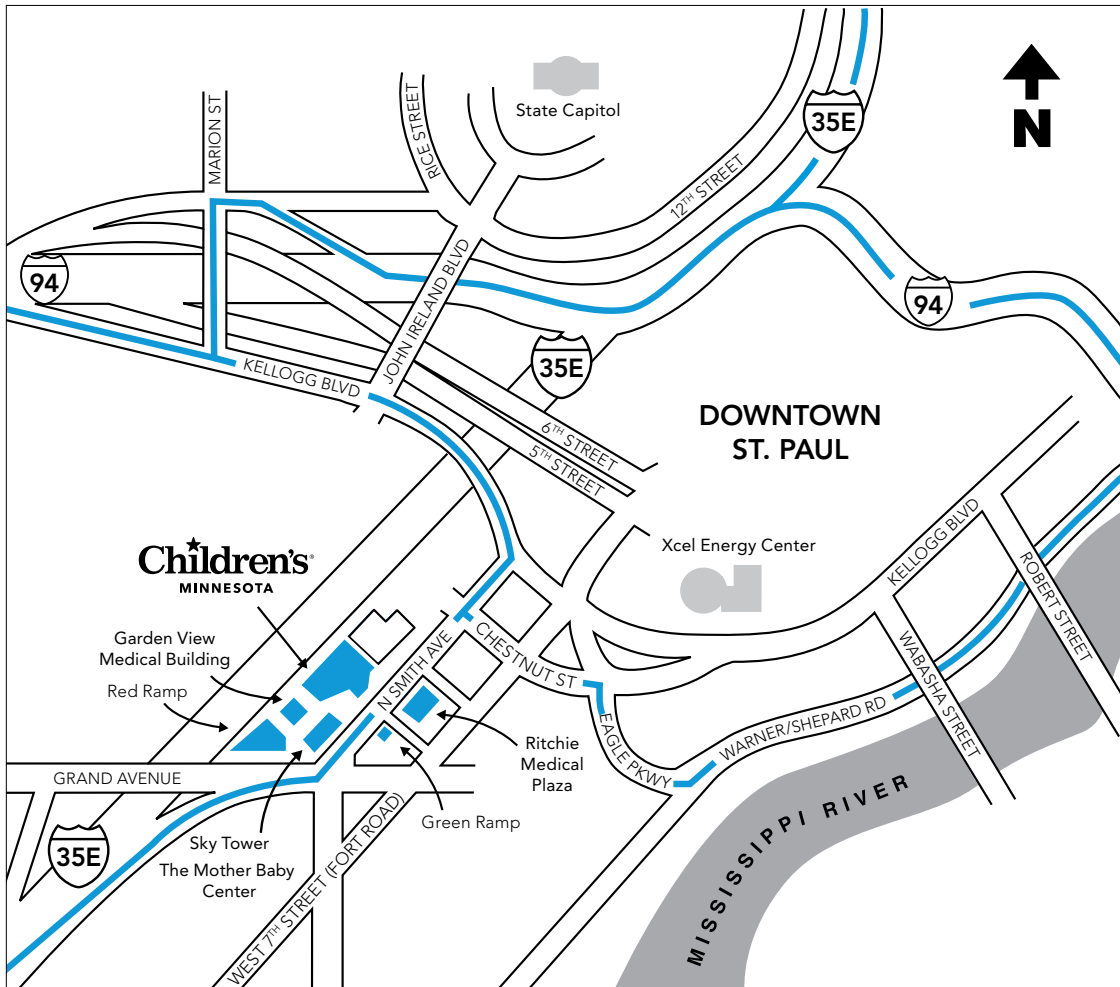 State Capitol
35E
N
MARION ST
RICE STREET
12TH STREET
94
JOHN IRELAND BLVD
94
KELLOGG BLVD
35E
DOWNTOWN
ST. PAUL
6TH STREET
5TH STREET
Xcel Energy Center
KELLOGG BLVD
Children's®
MINNESOTA
ROBERT STREET
Garden View
Medical Building
Red Ramp
N SMITH AVE
CHESTNUT ST
WABASHA STREET
EAGLE PKWY
WARNER/SHEPARD RD
Ritchie
Medical
Plaza
GRAND AVENUE
Green Ramp
MISSISSIPPI RIVER
35E
Sky Tower
The Mother Baby
Center
WEST 7TH STREET (FORT ROAD)